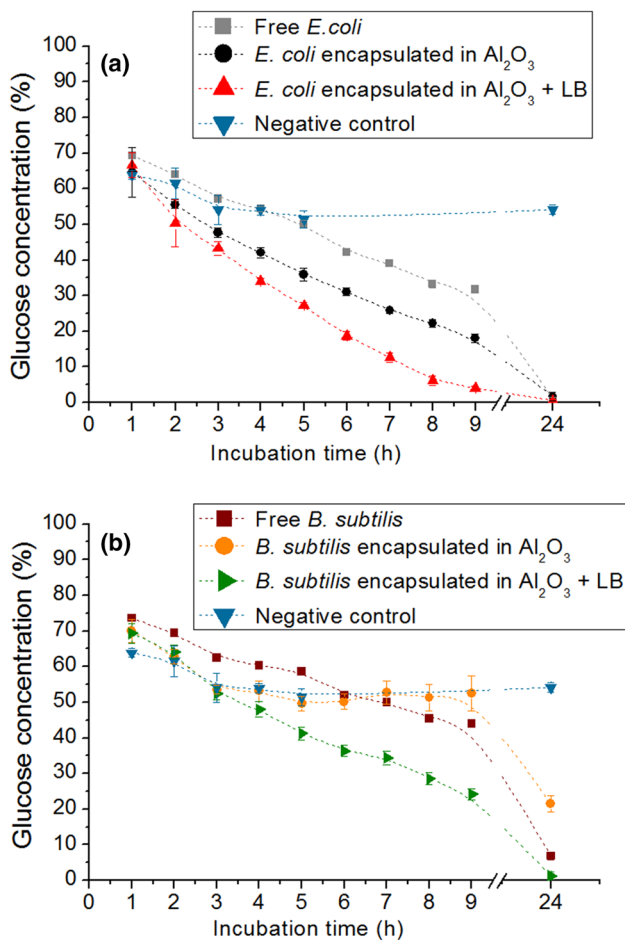 (a)
Free E.coli
E. coli encapsulated in Al₂O₃
E. coli encapsulated in Al₂O₃ + LB
Negative control
Glucose concentration (%)
100
90
80
70
60
50
40
30
20
10
0
0 1 2 3 4 5 6 7 8 9 24
Incubation time (h)
(b)
Free B. subtilis
B. subtilis encapsulated in Al₂O₃
B. subtilis encapsulated in Al₂O₃ + LB
Negative control
Glucose concentration (%)
100
90
80
70
60
50
40
30
20
10
0
0 1 2 3 4 5 6 7 8 9 24
Incubation time (h)